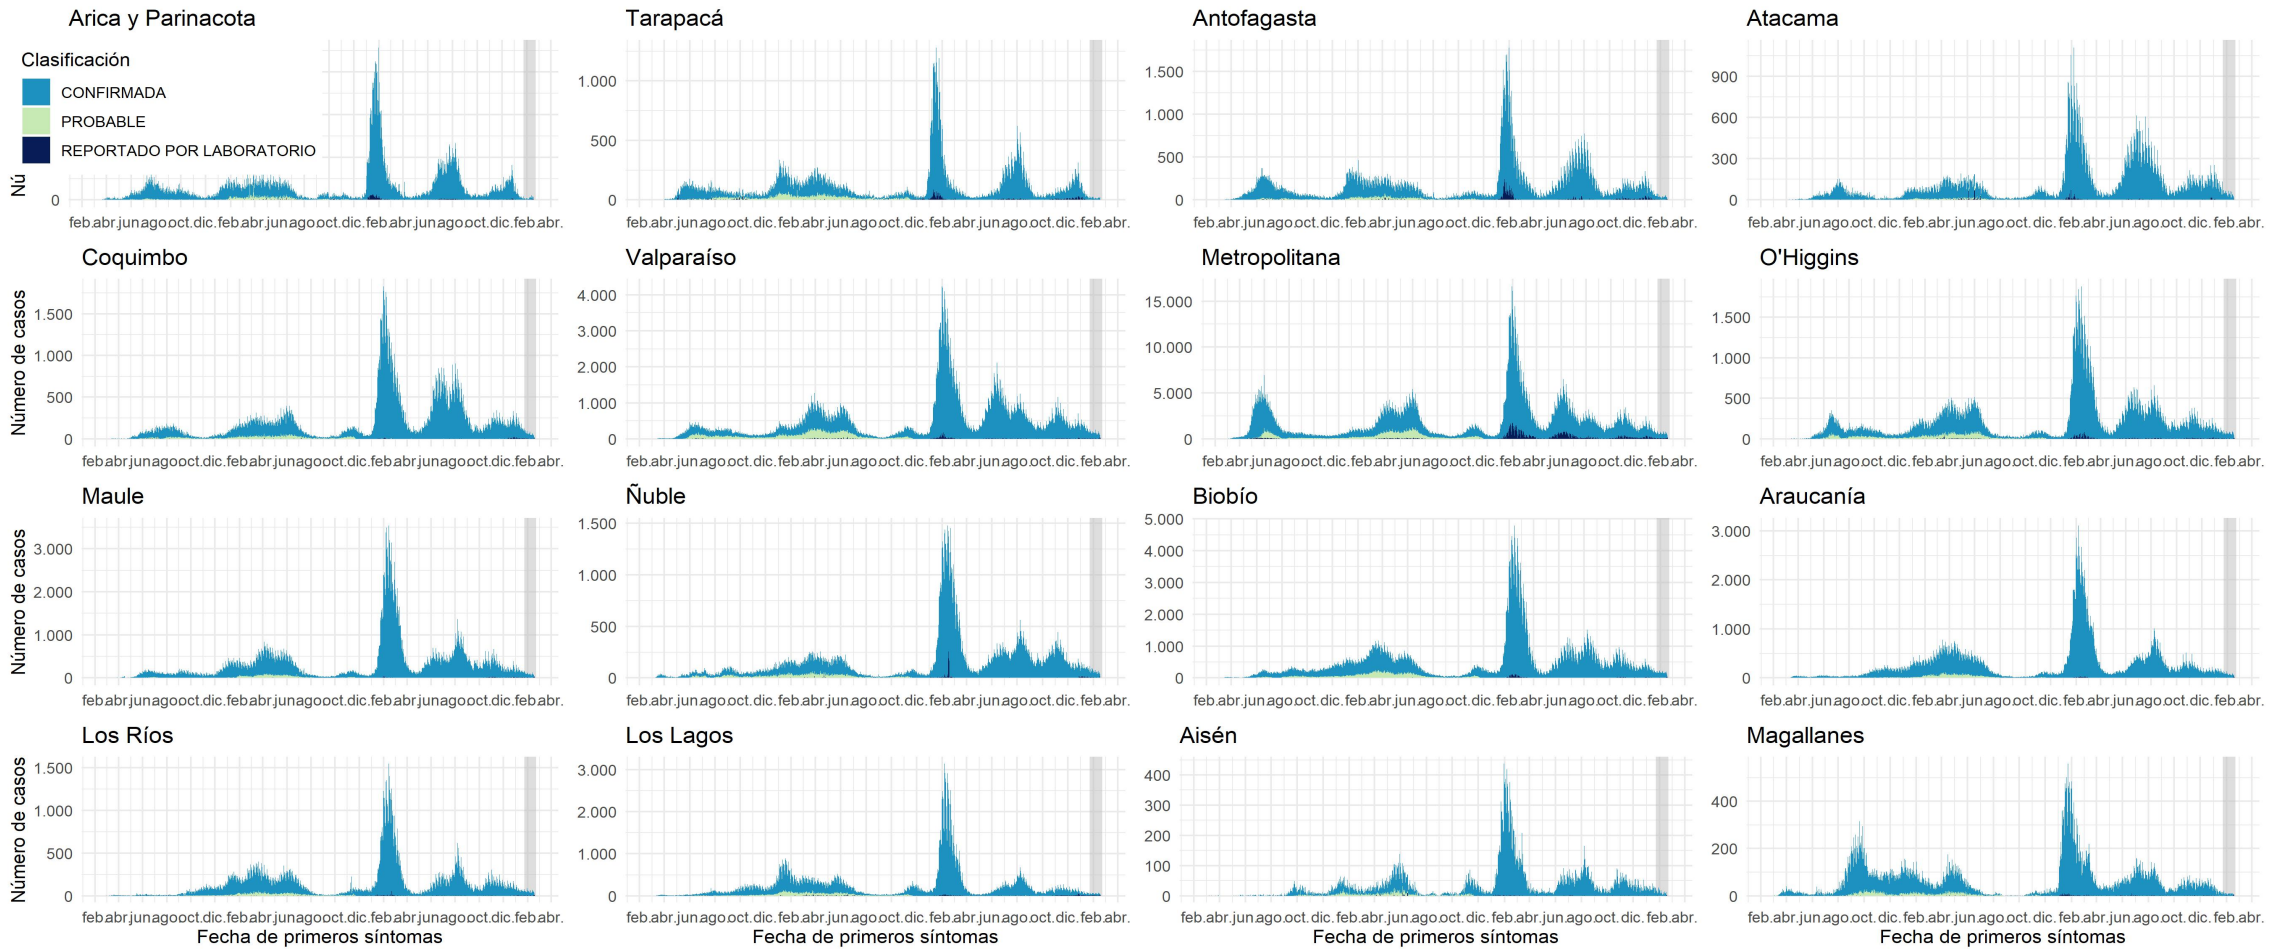 Arica y Parinacota
Tarapacá
Antofagasta
Atacama
Clasificación
CONFIRMADA
PROBABLE
REPORTADO POR LABORATORIO
Nú
0
1.000
500
0
1.500
1.000
500
0
900
600
300
0
feb.abr.jun.ago.oct.dic.feb.abr.jun.ago.oct.dic.feb.abr.jun.ago.oct.dic.feb.abr.
feb.abr.jun.ago.oct.dic.feb.abr.jun.ago.oct.dic.feb.abr.jun.ago.oct.dic.feb.abr.
feb.abr.jun.ago.oct.dic.feb.abr.jun.ago.oct.dic.feb.abr.jun.ago.oct.dic.feb.abr.
feb.abr.jun.ago.oct.dic.feb.abr.jun.ago.oct.dic.feb.abr.jun.ago.oct.dic.feb.abr.
Coquimbo
Valparaíso
Metropolitana
O'Higgins
Número de casos
1.500
1.000
500
0
4.000
3.000
2.000
1.000
0
15.000
10.000
5.000
0
1.500
1.000
500
0
feb.abr.jun.ago.oct.dic.feb.abr.jun.ago.oct.dic.feb.abr.jun.ago.oct.dic.feb.abr.
feb.abr.jun.ago.oct.dic.feb.abr.jun.ago.oct.dic.feb.abr.jun.ago.oct.dic.feb.abr.
feb.abr.jun.ago.oct.dic.feb.abr.jun.ago.oct.dic.feb.abr.jun.ago.oct.dic.feb.abr.
feb.abr.jun.ago.oct.dic.feb.abr.jun.ago.oct.dic.feb.abr.jun.ago.oct.dic.feb.abr.
Maule
Ñuble
Biobío
Araucanía
Número de casos
3.000
2.000
1.000
0
1.500
1.000
500
0
5.000
4.000
3.000
2.000
1.000
0
3.000
2.000
1.000
0
feb.abr.jun.ago.oct.dic.feb.abr.jun.ago.oct.dic.feb.abr.jun.ago.oct.dic.feb.abr.
feb.abr.jun.ago.oct.dic.feb.abr.jun.ago.oct.dic.feb.abr.jun.ago.oct.dic.feb.abr.
feb.abr.jun.ago.oct.dic.feb.abr.jun.ago.oct.dic.feb.abr.jun.ago.oct.dic.feb.abr.
feb.abr.jun.ago.oct.dic.feb.abr.jun.ago.oct.dic.feb.abr.jun.ago.oct.dic.feb.abr.
Los Ríos
Los Lagos
Aisén
Magallanes
Número de casos
1.500
1.000
500
0
3.000
2.000
1.000
0
400
300
200
100
0
400
200
0
feb.abr.jun.ago.oct.dic.feb.abr.jun.ago.oct.dic.feb.abr.jun.ago.oct.dic.feb.abr.
feb.abr.jun.ago.oct.dic.feb.abr.jun.ago.oct.dic.feb.abr.jun.ago.oct.dic.feb.abr.
feb.abr.jun.ago.oct.dic.feb.abr.jun.ago.oct.dic.feb.abr.jun.ago.oct.dic.feb.abr.
feb.abr.jun.ago.oct.dic.feb.abr.jun.ago.oct.dic.feb.abr.jun.ago.oct.dic.feb.abr.
Fecha de primeros síntomas
Fecha de primeros síntomas
Fecha de primeros síntomas
Fecha de primeros síntomas